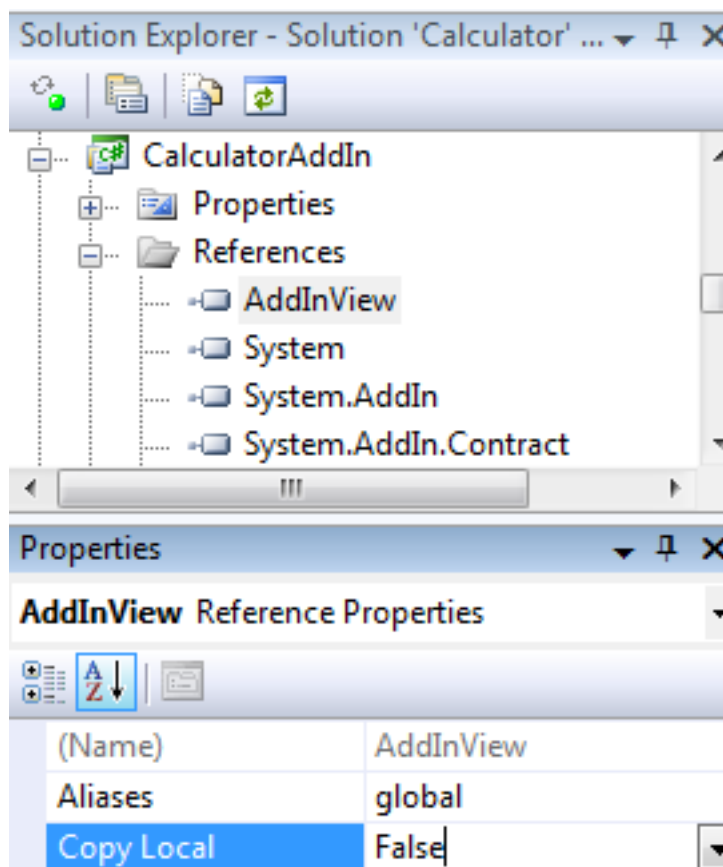 Solution Explorer - Solution 'Calculator' ...
C# CalculatorAddIn
Properties
References
AddInView
System
System.AddIn
System.AddIn.Contract
Properties
AddInView Reference Properties
A Z
(Name) AddInView
Aliases global
Copy Local False